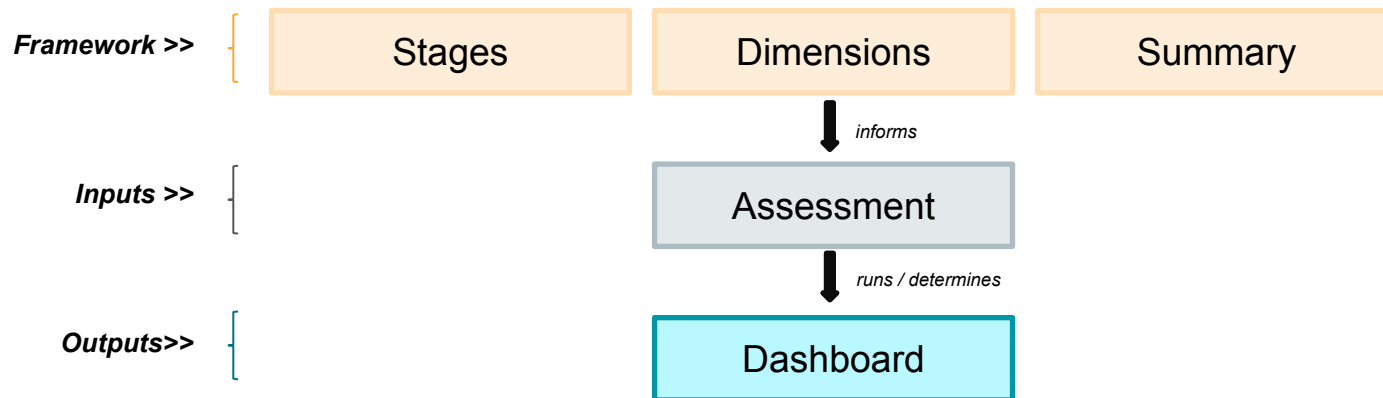 Framework >>
Stages
Dimensions
Summary
informs
Inputs >>
Assessment
runs / determines
Outputs>>
Dashboard